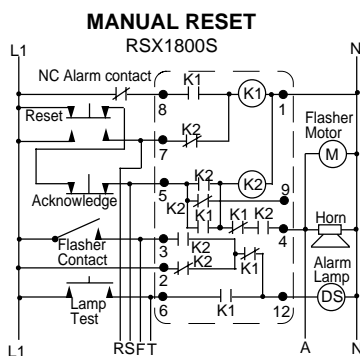 MANUAL RESET
RSX1800S
L1
N
NC Alarm contact
K1
K1
8
1
Flasher
Motor
Reset
K2
7
M
K2
5
K2
9
Acknowledge
K2
K2
K1
K1
K1
K2
4
Horn
Flasher
Contact
3
K2
Alarm
Lamp
2
K2
K1
Lamp
Test
6
K1
12
DS
L1
RSFT
A
N